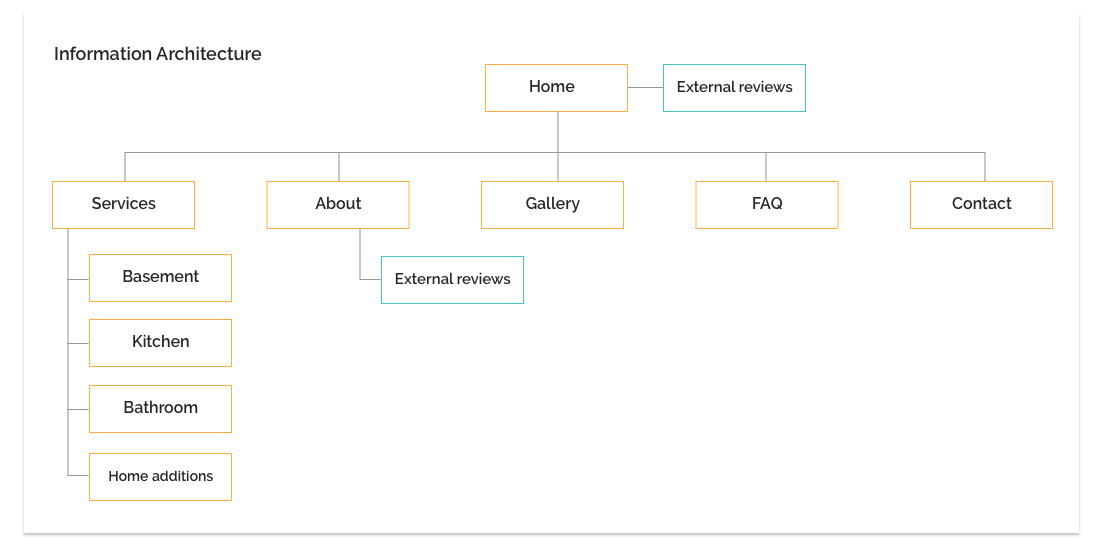 Information Architecture
Home
External reviews
Services
About
Gallery
FAQ
Contact
Basement
External reviews
Kitchen
Bathroom
Home additions